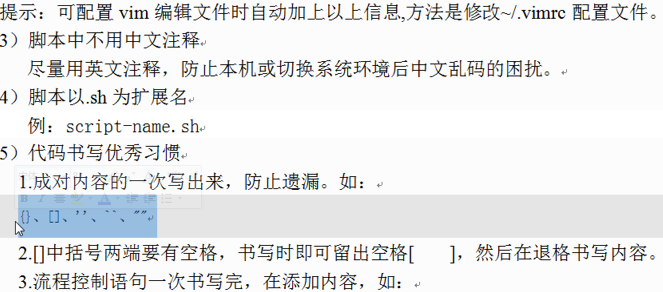 提示：可配置 vim 编辑文件时自动加上以上信息,方法是修改~/.vimrc 配置文件。
3）脚本中不用中文注释
尽量用英文注释，防止本机或切换系统环境后中文乱码的困扰。
4）脚本以.sh 为扩展名
例：script-name.sh
5）代码书写优秀习惯
1.成对内容的一次写出来，防止遗漏。如：
{}、[]、''、``、""
2.[]中括号两端要有空格，书写时即可留出空格[    ]，然后在退格书写内容。
3.流程控制语句一次书写完，在添加内容，如：